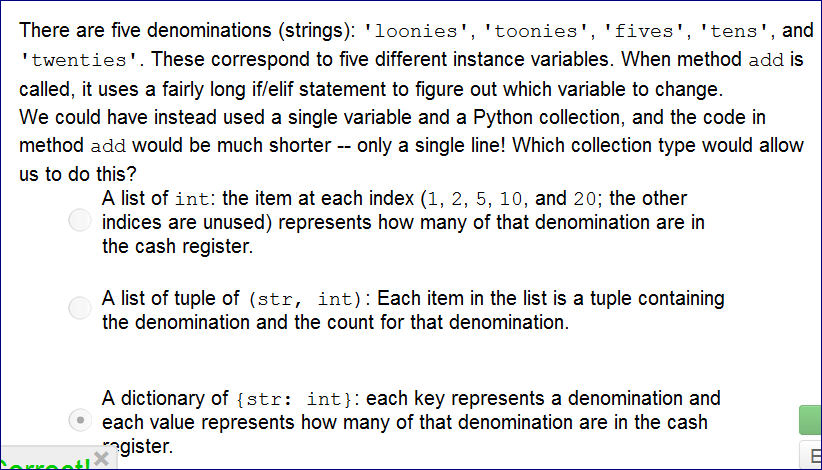 There are five denominations (strings): 'loonies', 'toonies', 'fives', 'tens', and
'twenties'. These correspond to five different instance variables. When method add is
called, it uses a fairly long if/elif statement to figure out which variable to change.
We could have instead used a single variable and a Python collection, and the code in
method add would be much shorter -- only a single line! Which collection type would allow
us to do this?
A list of int: the item at each index (1, 2, 5, 10, and 20; the other
indices are unused) represents how many of that denomination are in
the cash register.
A list of tuple of (str, int): Each item in the list is a tuple containing
the denomination and the count for that denomination.
A dictionary of {str: int}: each key represents a denomination and
each value represents how many of that denomination are in the cash
register.
Correct!